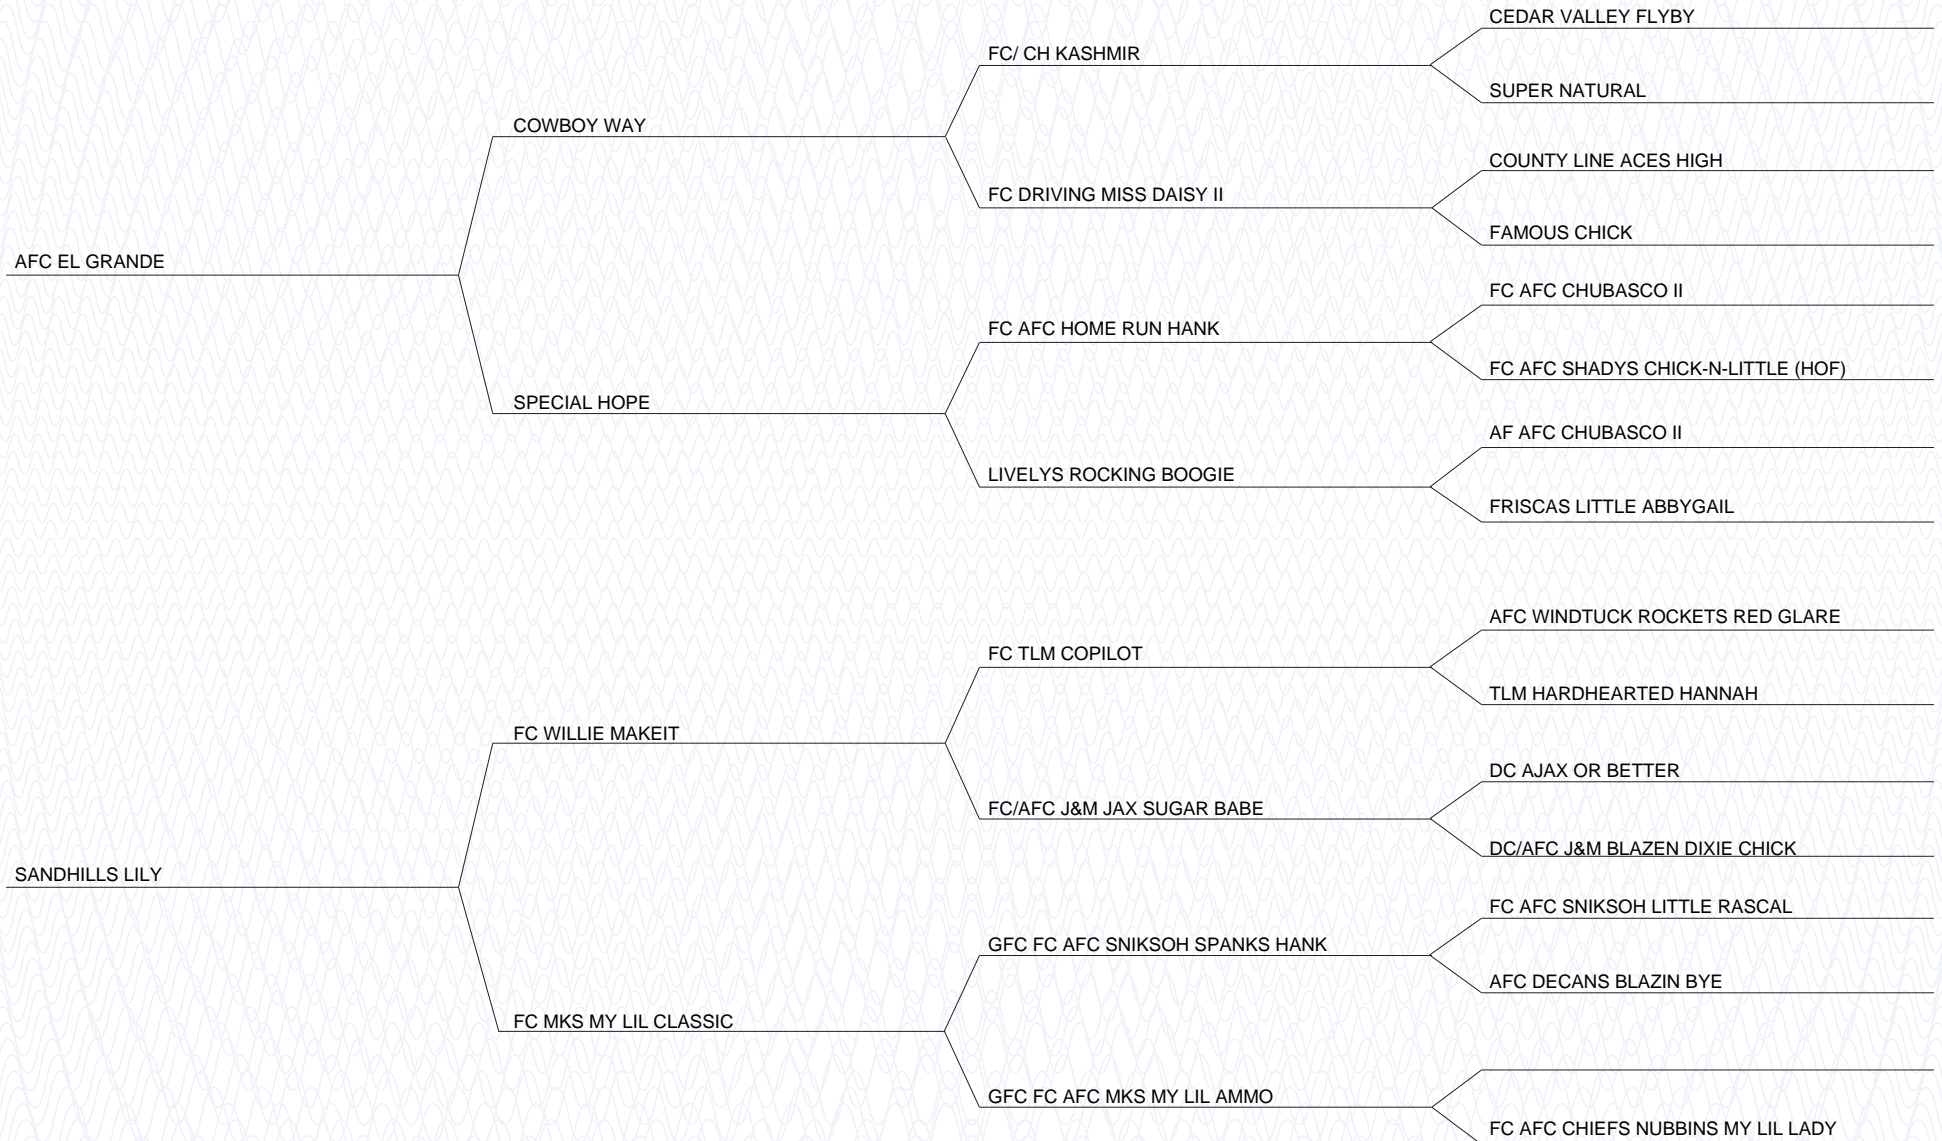 CEDAR VALLEY FLYBY
FC/ CH KASHMIR
SUPER NATURAL
COWBOY WAY
COUNTY LINE ACES HIGH
FC DRIVING MISS DAISY II
FAMOUS CHICK
AFC EL GRANDE
FC AFC CHUBASCO II
FC AFC HOME RUN HANK
FC AFC SHADYS CHICK-N-LITTLE (HOF)
SPECIAL HOPE
AF AFC CHUBASCO II
LIVELYS ROCKING BOOGIE
FRISCAS LITTLE ABBYGAIL
AFC WINDTUCK ROCKETS RED GLARE
FC TLM COPILOT
TLM HARDHEARTED HANNAH
FC WILLIE MAKEIT
DC AJAX OR BETTER
FC/AFC J&M JAX SUGAR BABE
DC/AFC J&M BLAZEN DIXIE CHICK
SANDHILLS LILY
FC AFC SNIKSOH LITTLE RASCAL
GFC FC AFC SNIKSOH SPANKS HANK
AFC DECANS BLAZIN BYE
FC MKS MY LIL CLASSIC
GFC FC AFC MKS MY LIL AMMO
FC AFC CHIEFS NUBBINS MY LIL LADY